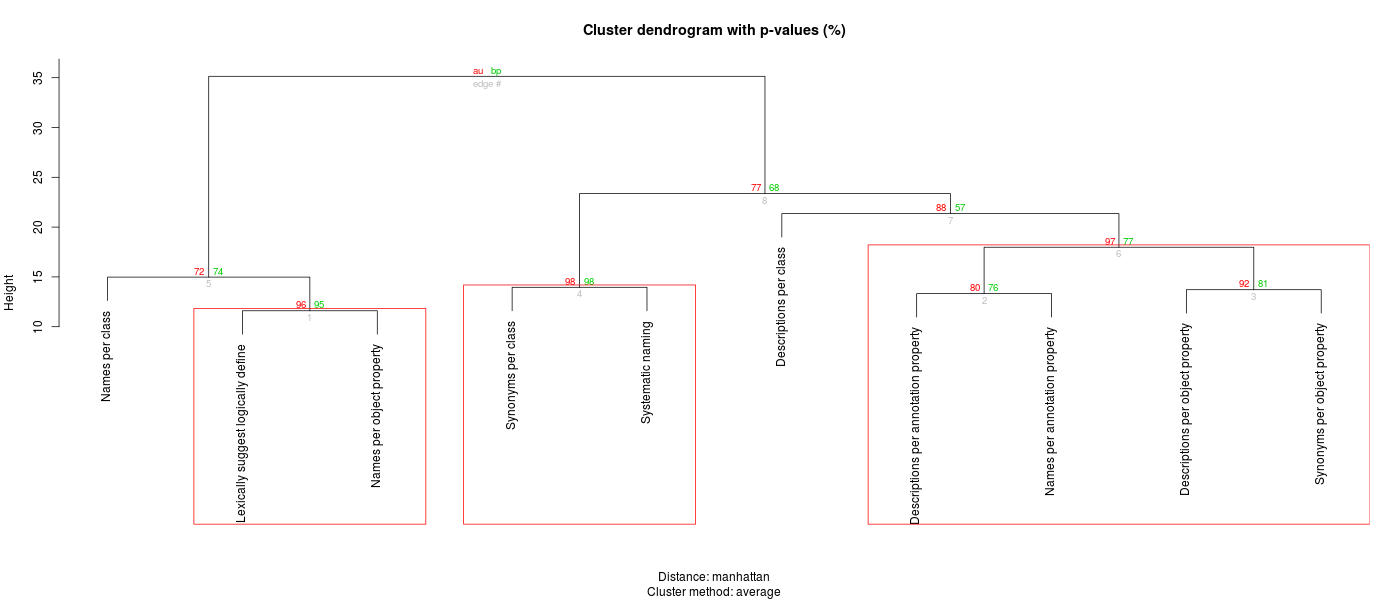 Cluster dendrogram with p-values (%)
Height
35
30
25
20
15
10
au bp
edge #
77 68
8
88 57
7
97 77
6
72 74
5
98 98
4
80 76
2
92 81
3
96 95
1
Names per class
Lexically suggest logically define
Names per object property
Synonyms per class
Systematic naming
Descriptions per class
Descriptions per annotation property
Names per annotation property
Descriptions per object property
Synonyms per object property
Distance: manhattan
Cluster method: average